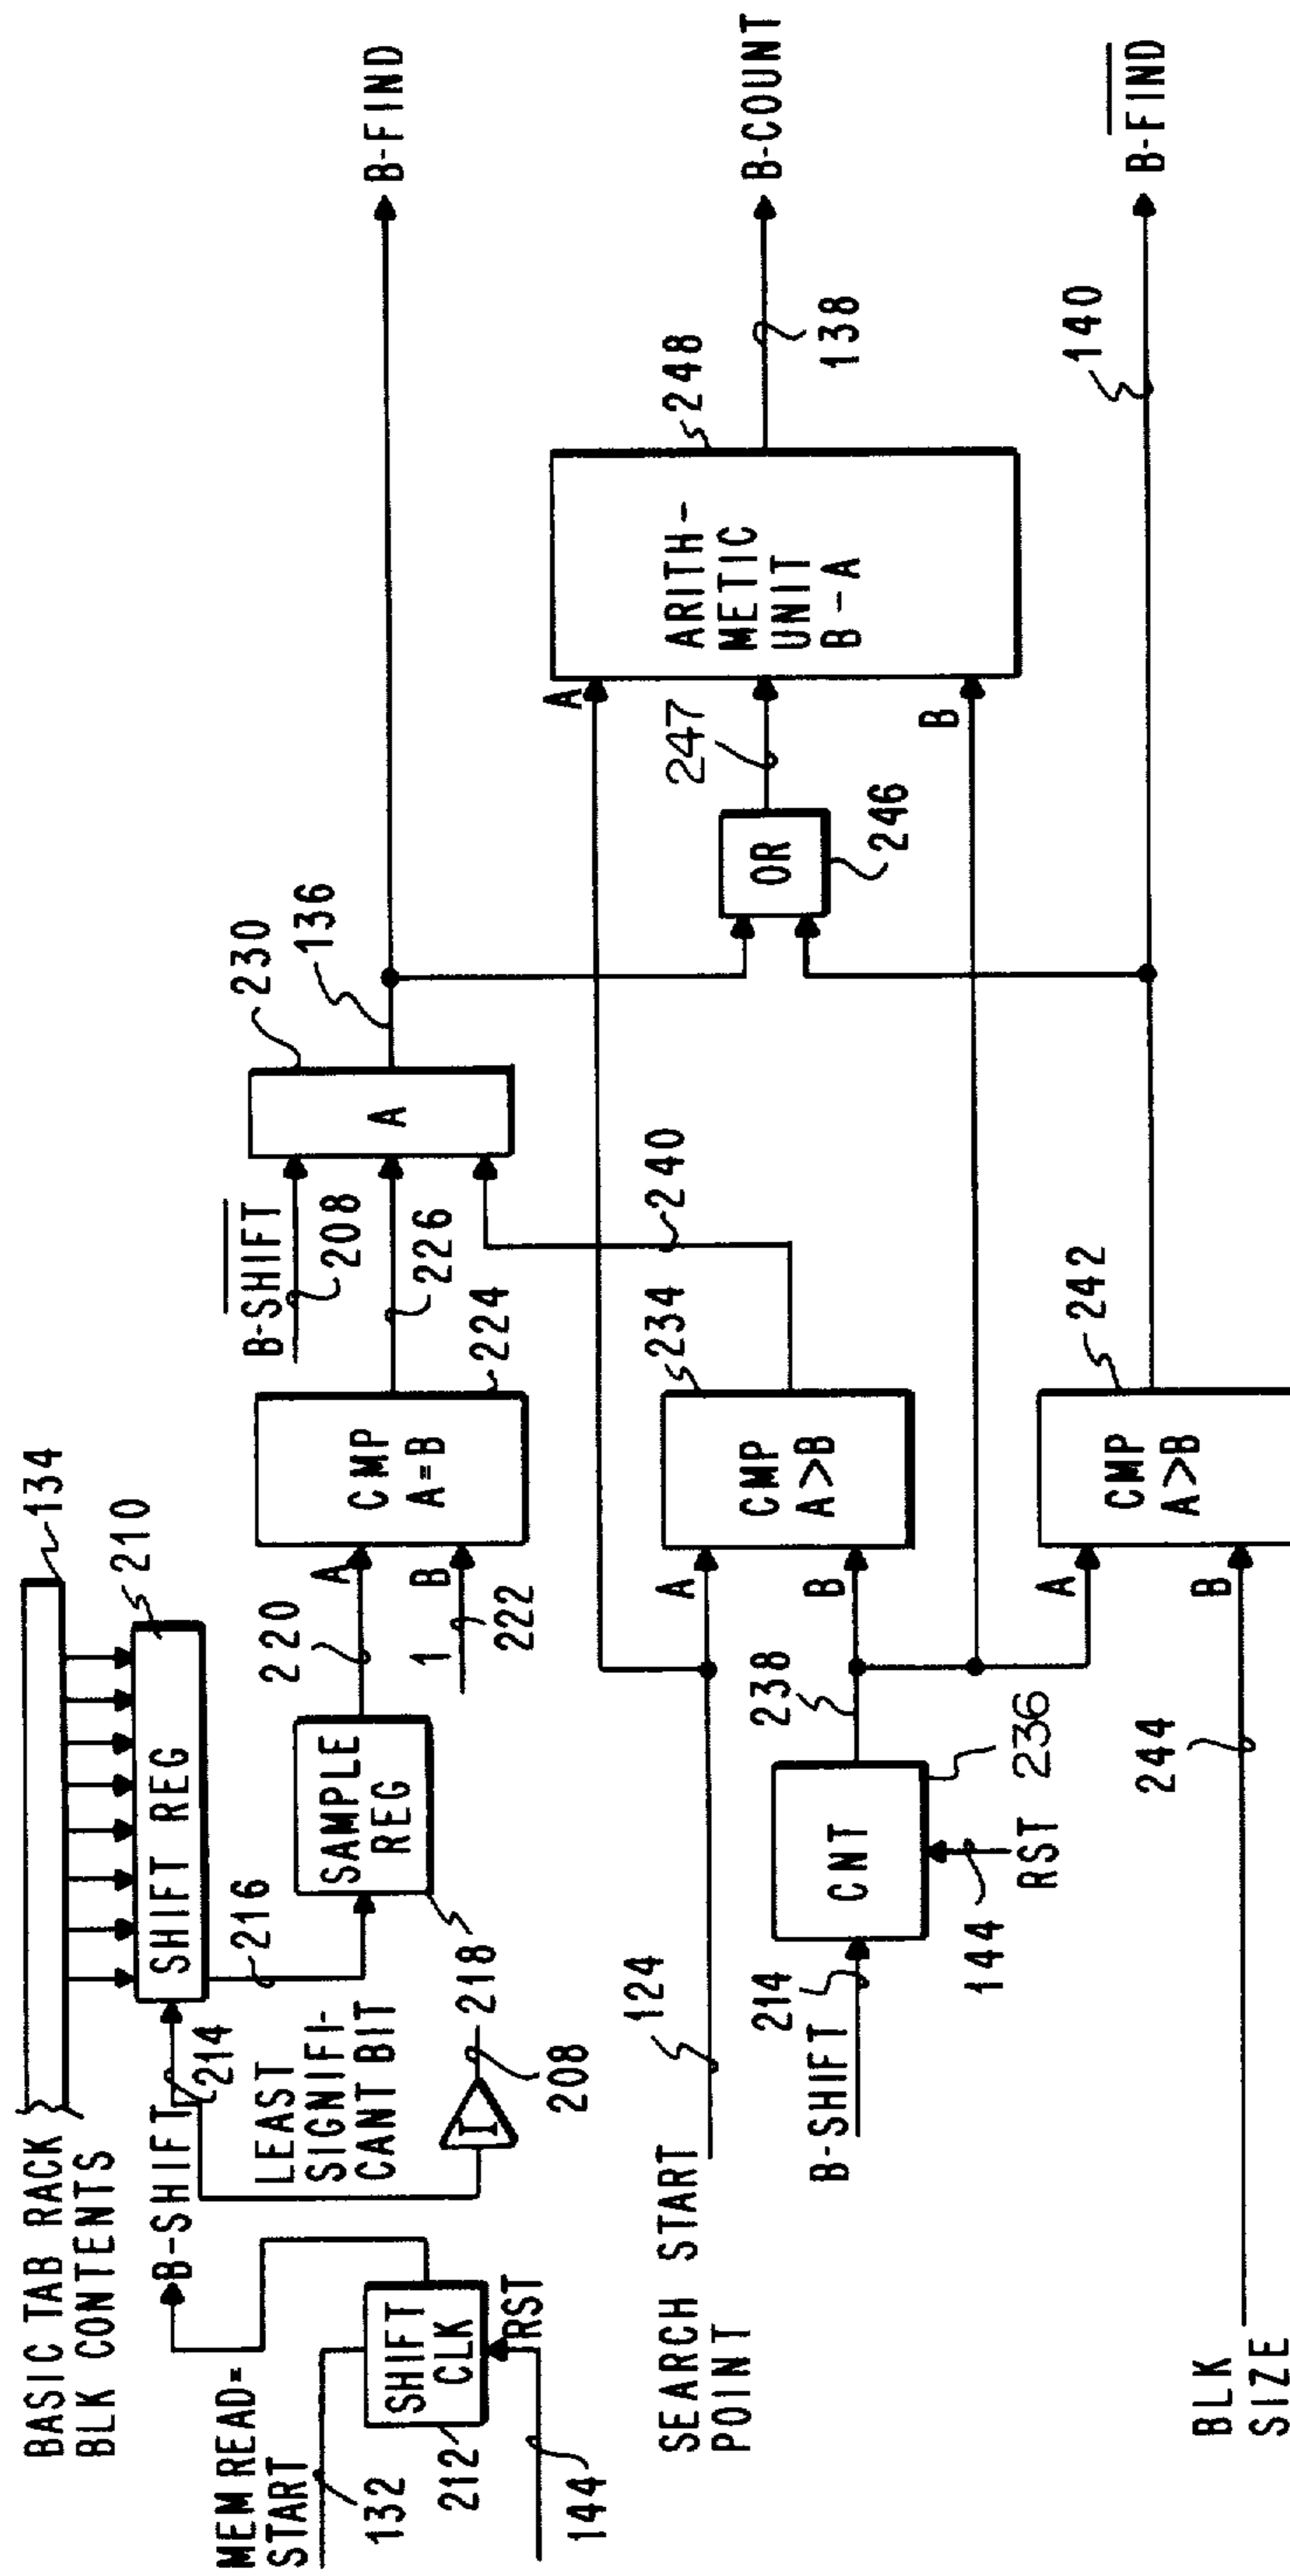 BASIC TAB RACK
BLK CONTENTS
134
SHIFT REG
210
B-SHIFT
214
216
LEAST
SIGNIFI-
CANT BIT
MEM READ=
START
132
SHIFT
CLK
212
RST
144
I
208
SAMPLE
REG
218
220
A
B
1
222
CMP
A=B
224
226
B-SHIFT
208
A
230
136
B-FIND
SEARCH START
POINT
124
A
B
CMP
A>B
234
240
B-SHIFT
214
CNT
236
238
144
RST
OR
246
247
A
B
ARITH-
METIC
UNIT
B-A
248
138
B-COUNT
BLK
SIZE
244
A
B
CMP
A>B
242
140
B-FIND